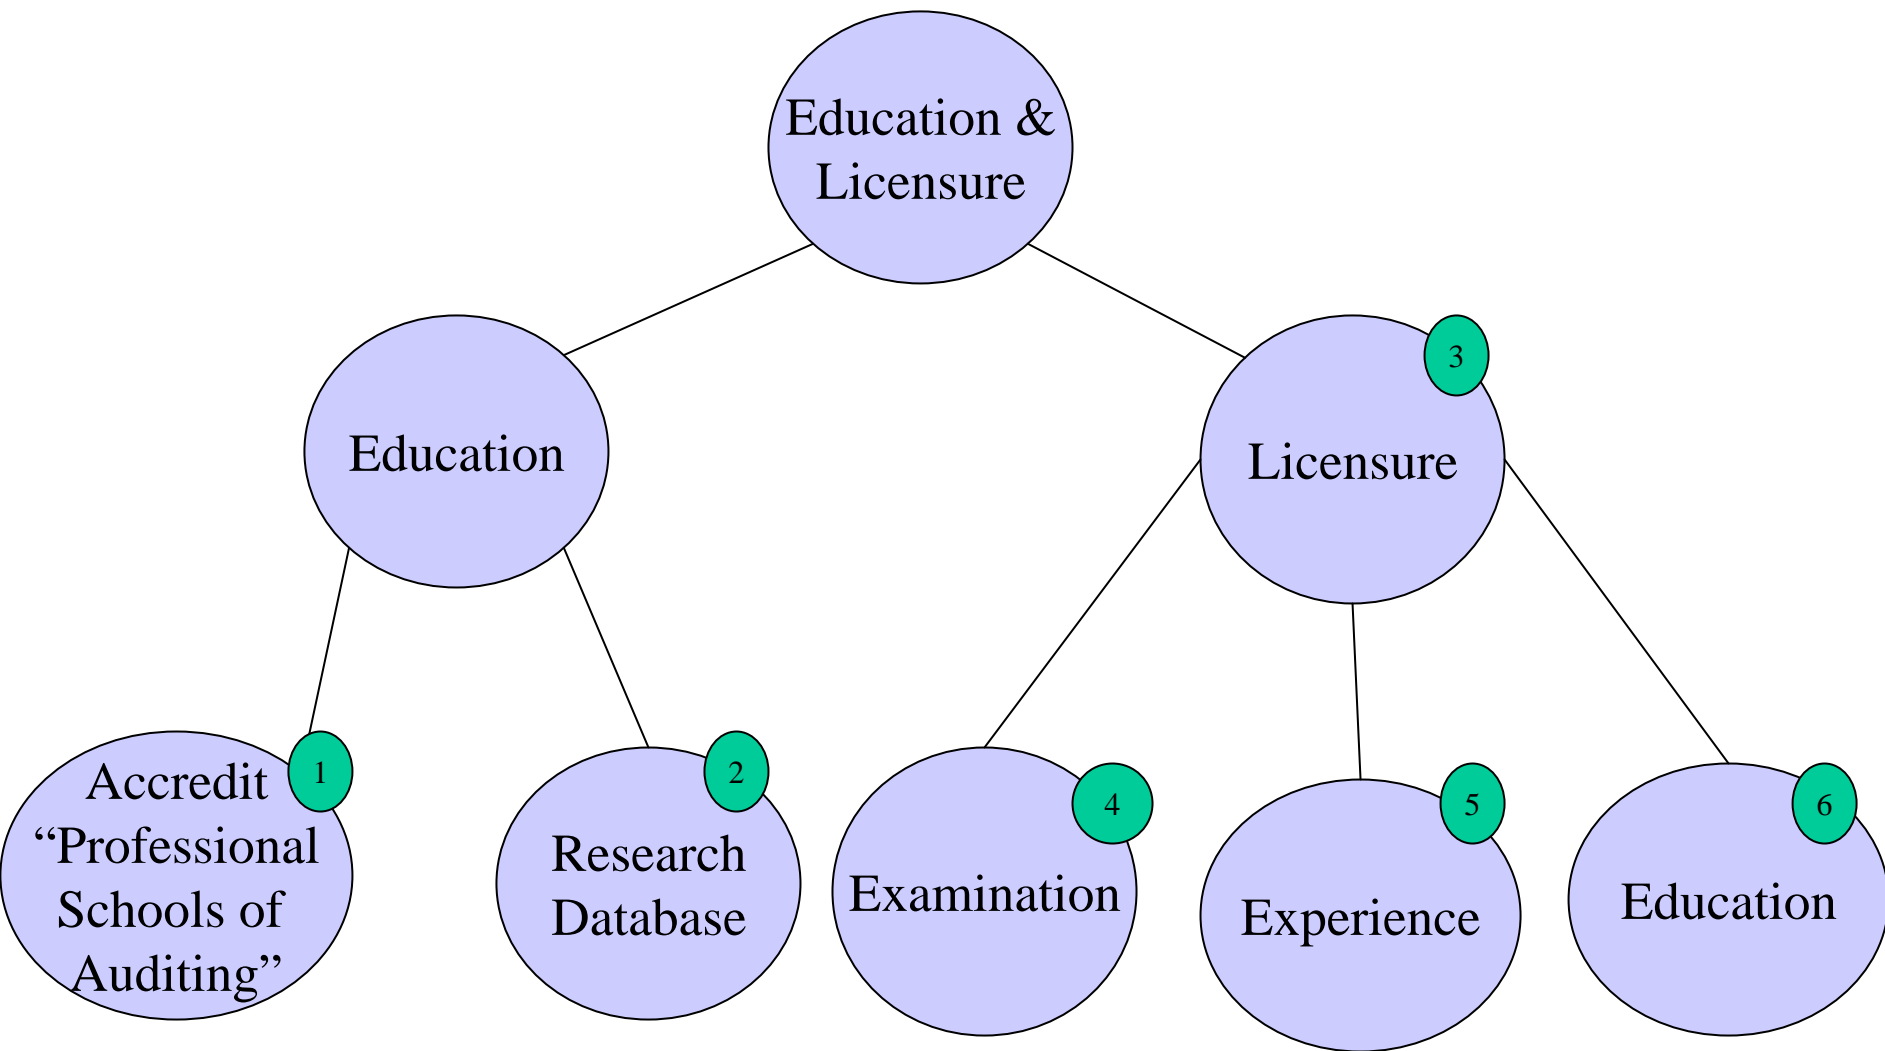 Education &
Licensure
3
Education
Licensure
1
2
4
5
6
Accredit
“Professional
Schools of
Auditing”
Research
Database
Examination
Experience
Education